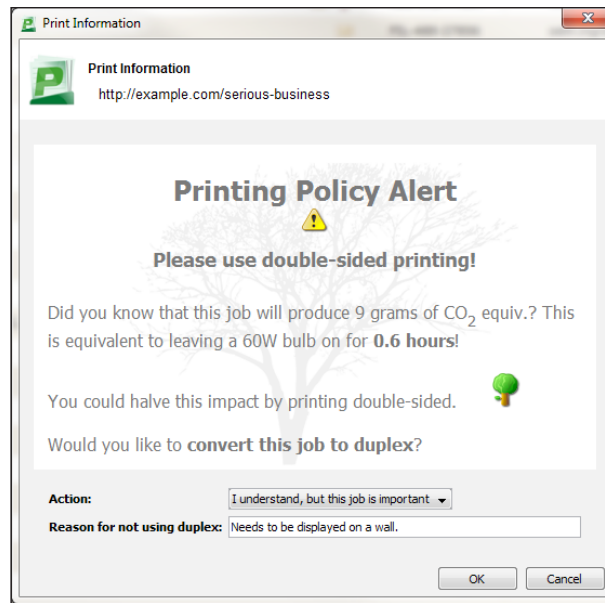 Print Information
Print Information
http://example.com/serious-business
Printing Policy Alert
Please use double-sided printing!
Did you know that this job will produce 9 grams of CO2 equiv.? This
is equivalent to leaving a 60W bulb on for 0.6 hours!
You could halve this impact by printing double-sided.
Would you like to convert this job to duplex?
Action: I understand, but this job is important
Reason for not using duplex: Needs to be displayed on a wall.
OK Cancel